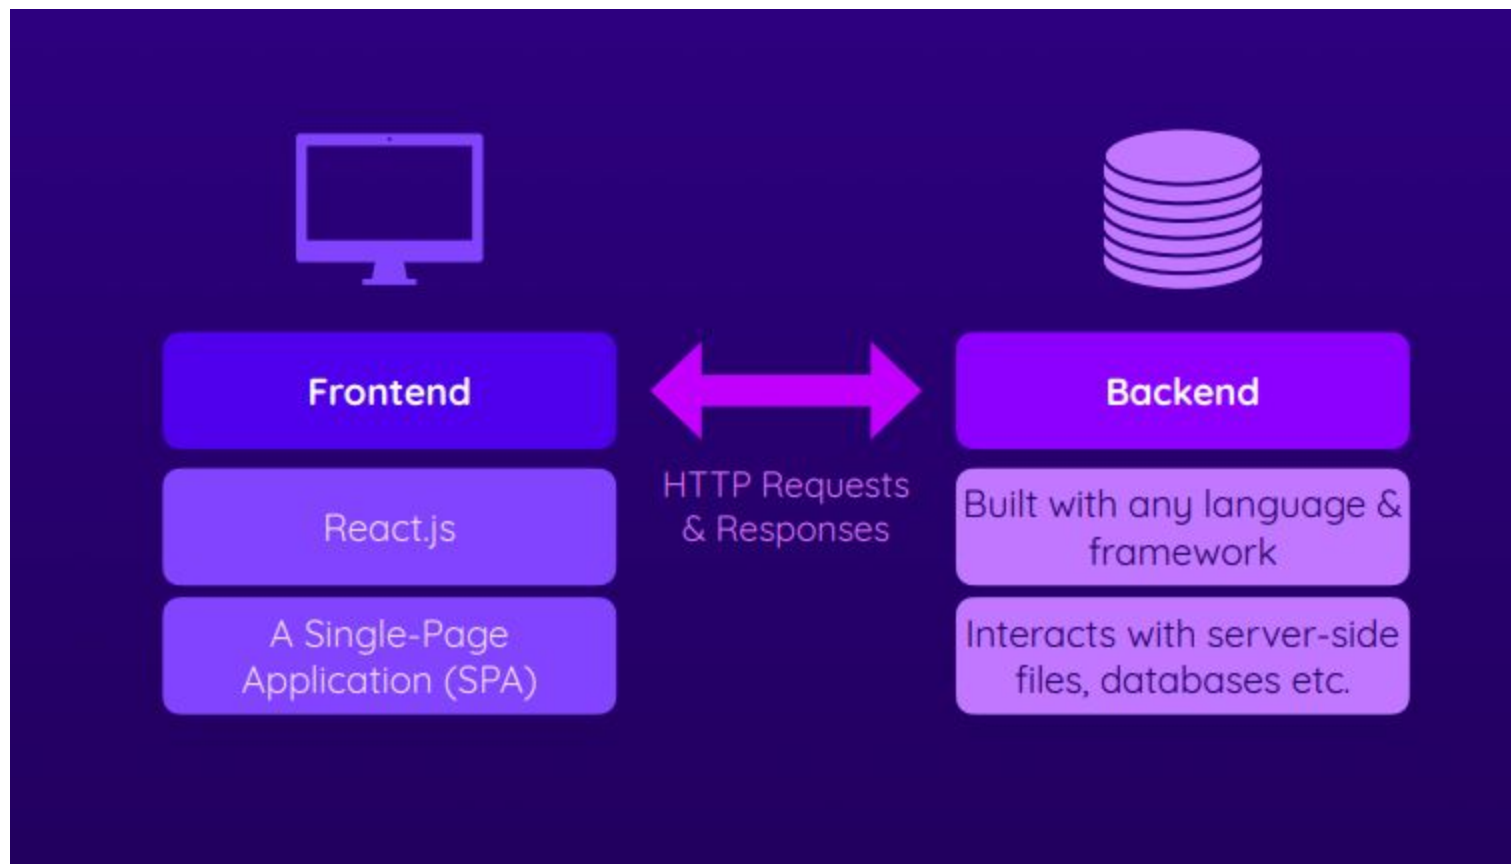 Frontend
React.js
A Single-Page
Application (SPA)
HTTP Requests
& Responses
Backend
Built with any language &
framework
Interacts with server-side
files, databases etc.